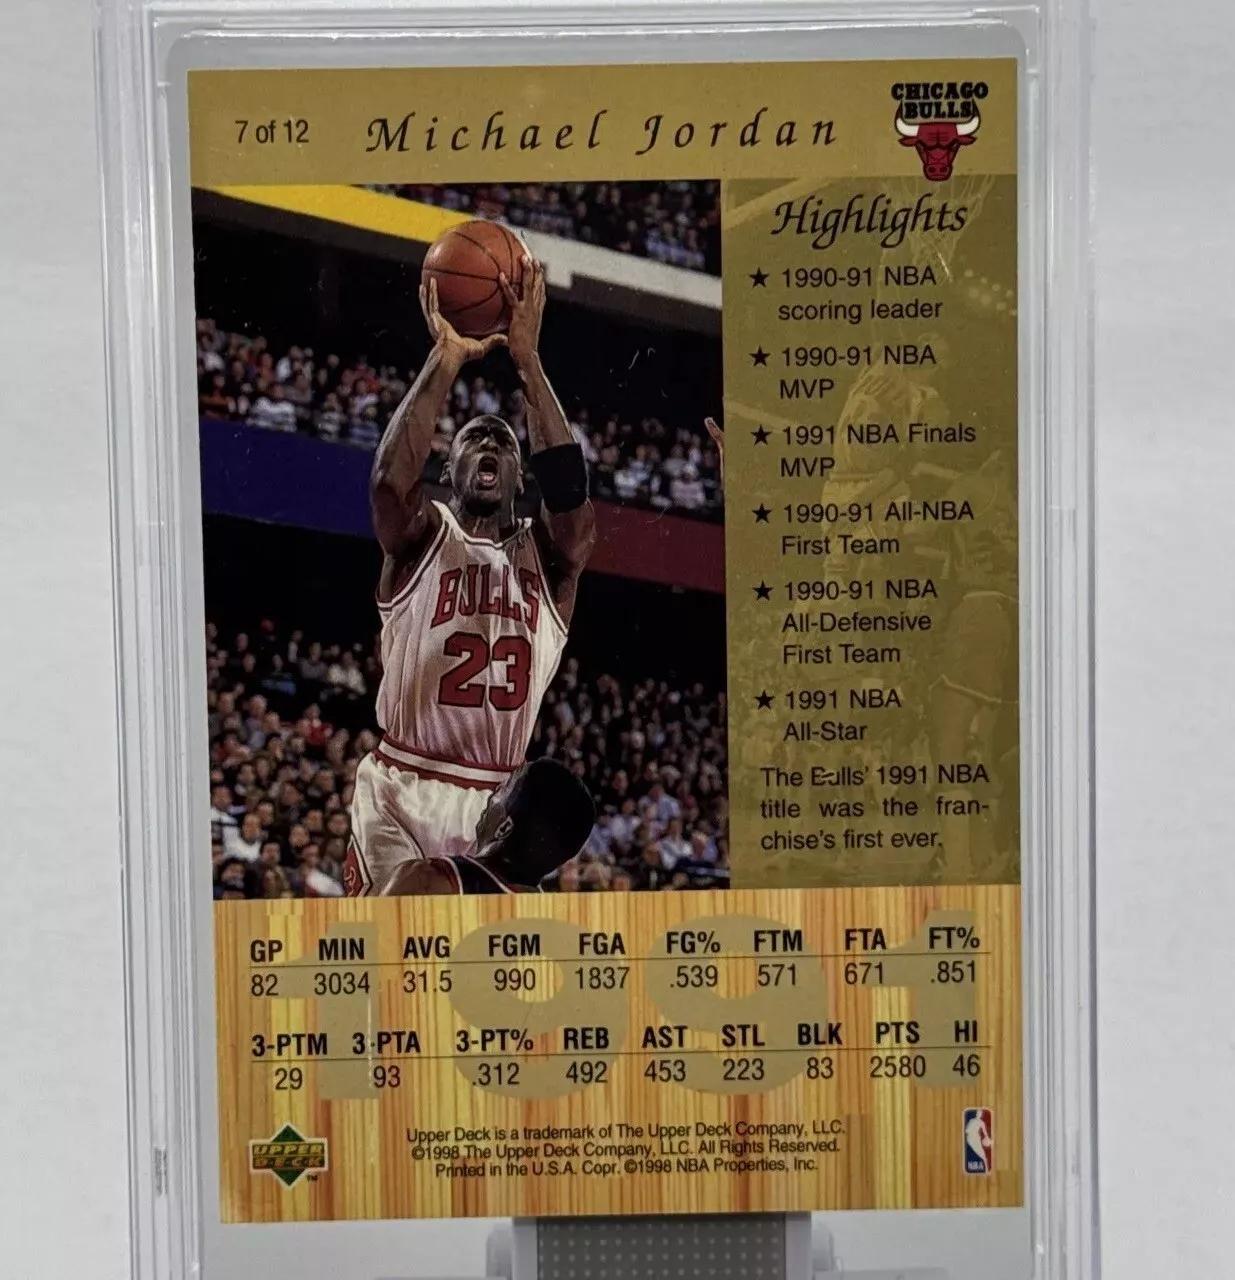 7 of 12
Michael Jordan
CHICAGO
BULLS
Highlights
★ 1990-91 NBA
scoring leader
★ 1990-91 NBA
MVP
★ 1991 NBA Finals
MVP
★ 1990-91 All-NBA
First Team
★ 1990-91 NBA
All-Defensive
First Team
★ 1991 NBA
All-Star
The Bulls' 1991 NBA
title was the fran-
chise's first ever.
BULLS
23
1991
GP MIN AVG FGM FGA FG% FTM FTA FT%
82 3034 31.5 990 1837 .539 571 671 .851
3-PTM 3-PTA 3-PT% REB AST STL BLK PTS HI
29 93 .312 492 453 223 83 2580 46
UPPER
DECK
™
Upper Deck is a trademark of The Upper Deck Company, LLC.
©1998 The Upper Deck Company, LLC. All Rights Reserved.
Printed in the U.S.A. Copr. ©1998 NBA Properties, Inc.
NBA